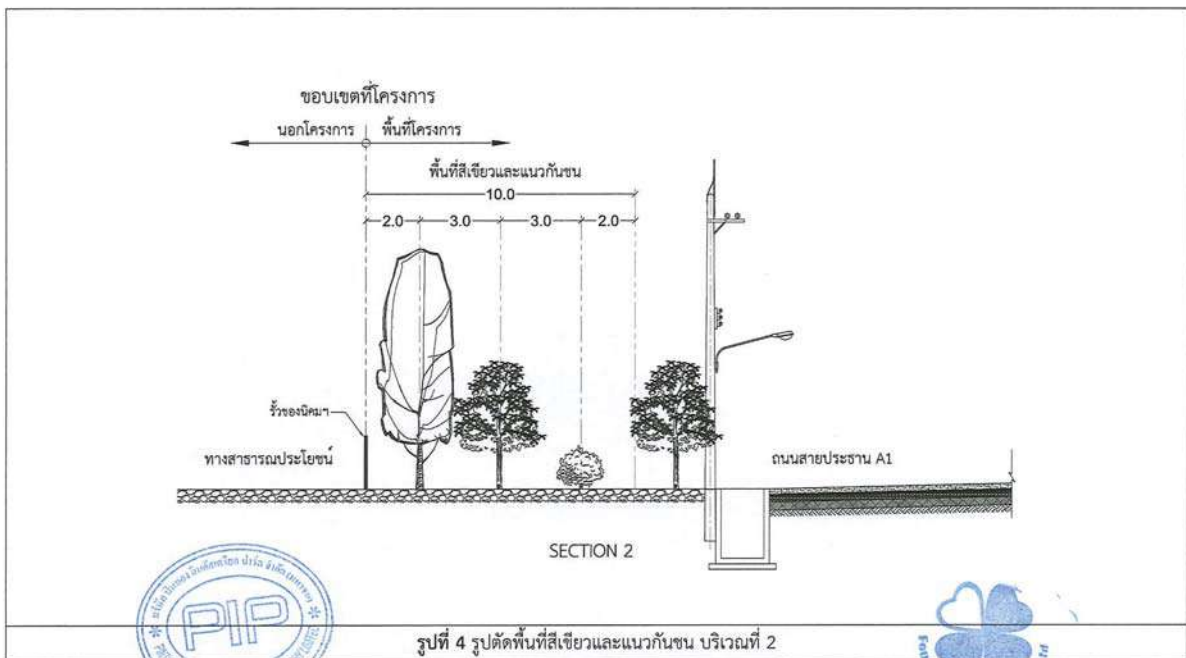 ขอบเขตที่โครงการ
นอกโครงการ พื้นที่โครงการ
พื้นที่สีเขียวและแนวกันชน
10.0
2.0 3.0 3.0 2.0
รั้วของนิคมฯ
ทางสาธารณประโยชน์
ถนนสายประธาน A1
SECTION 2
PIP
รูปที่ 4 รูปตัดพื้นที่สีเขียวและแนวกันชน บริเวณที่ 2